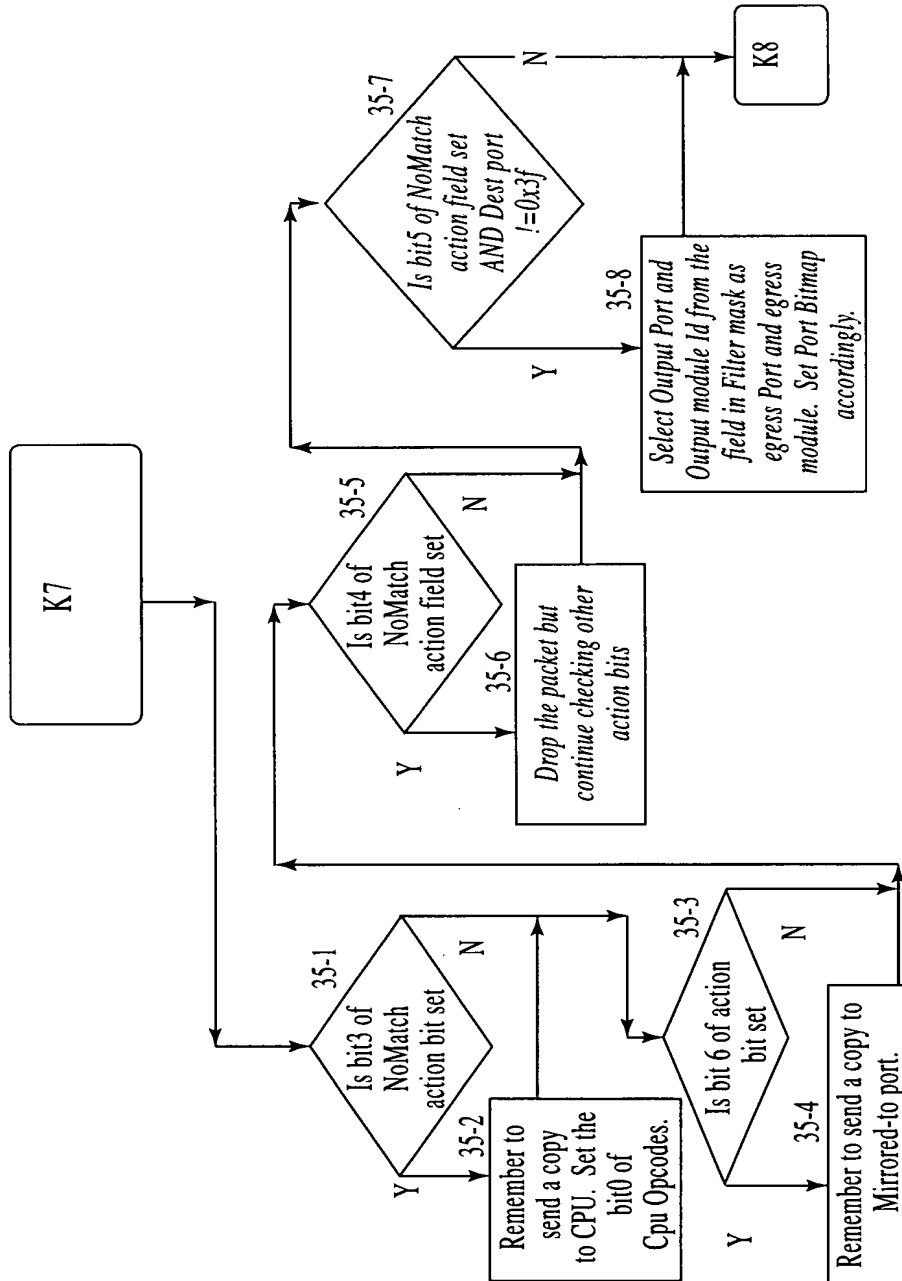 K7
35-1
Is bit3 of
NoMatch
action bit set
Y
N
35-2
Remember to
send a copy
to CPU. Set the
bit0 of
Cpu Opcodes.
35-3
Is bit 6 of action
bit set
Y
N
35-4
Remember to send a copy to
Mirrored-to port.
35-5
Is bit4 of
NoMatch
action field set
Y
N
35-6
Drop the packet but
continue checking other
action bits
35-7
Is bit5 of NoMatch
action field set
AND Dest port
!=0x3f
Y
N
35-8
Select Output Port and
Output module Id from the
field in Filter mask as
egress Port and egress
module. Set Port Bitmap
accordingly.
K8